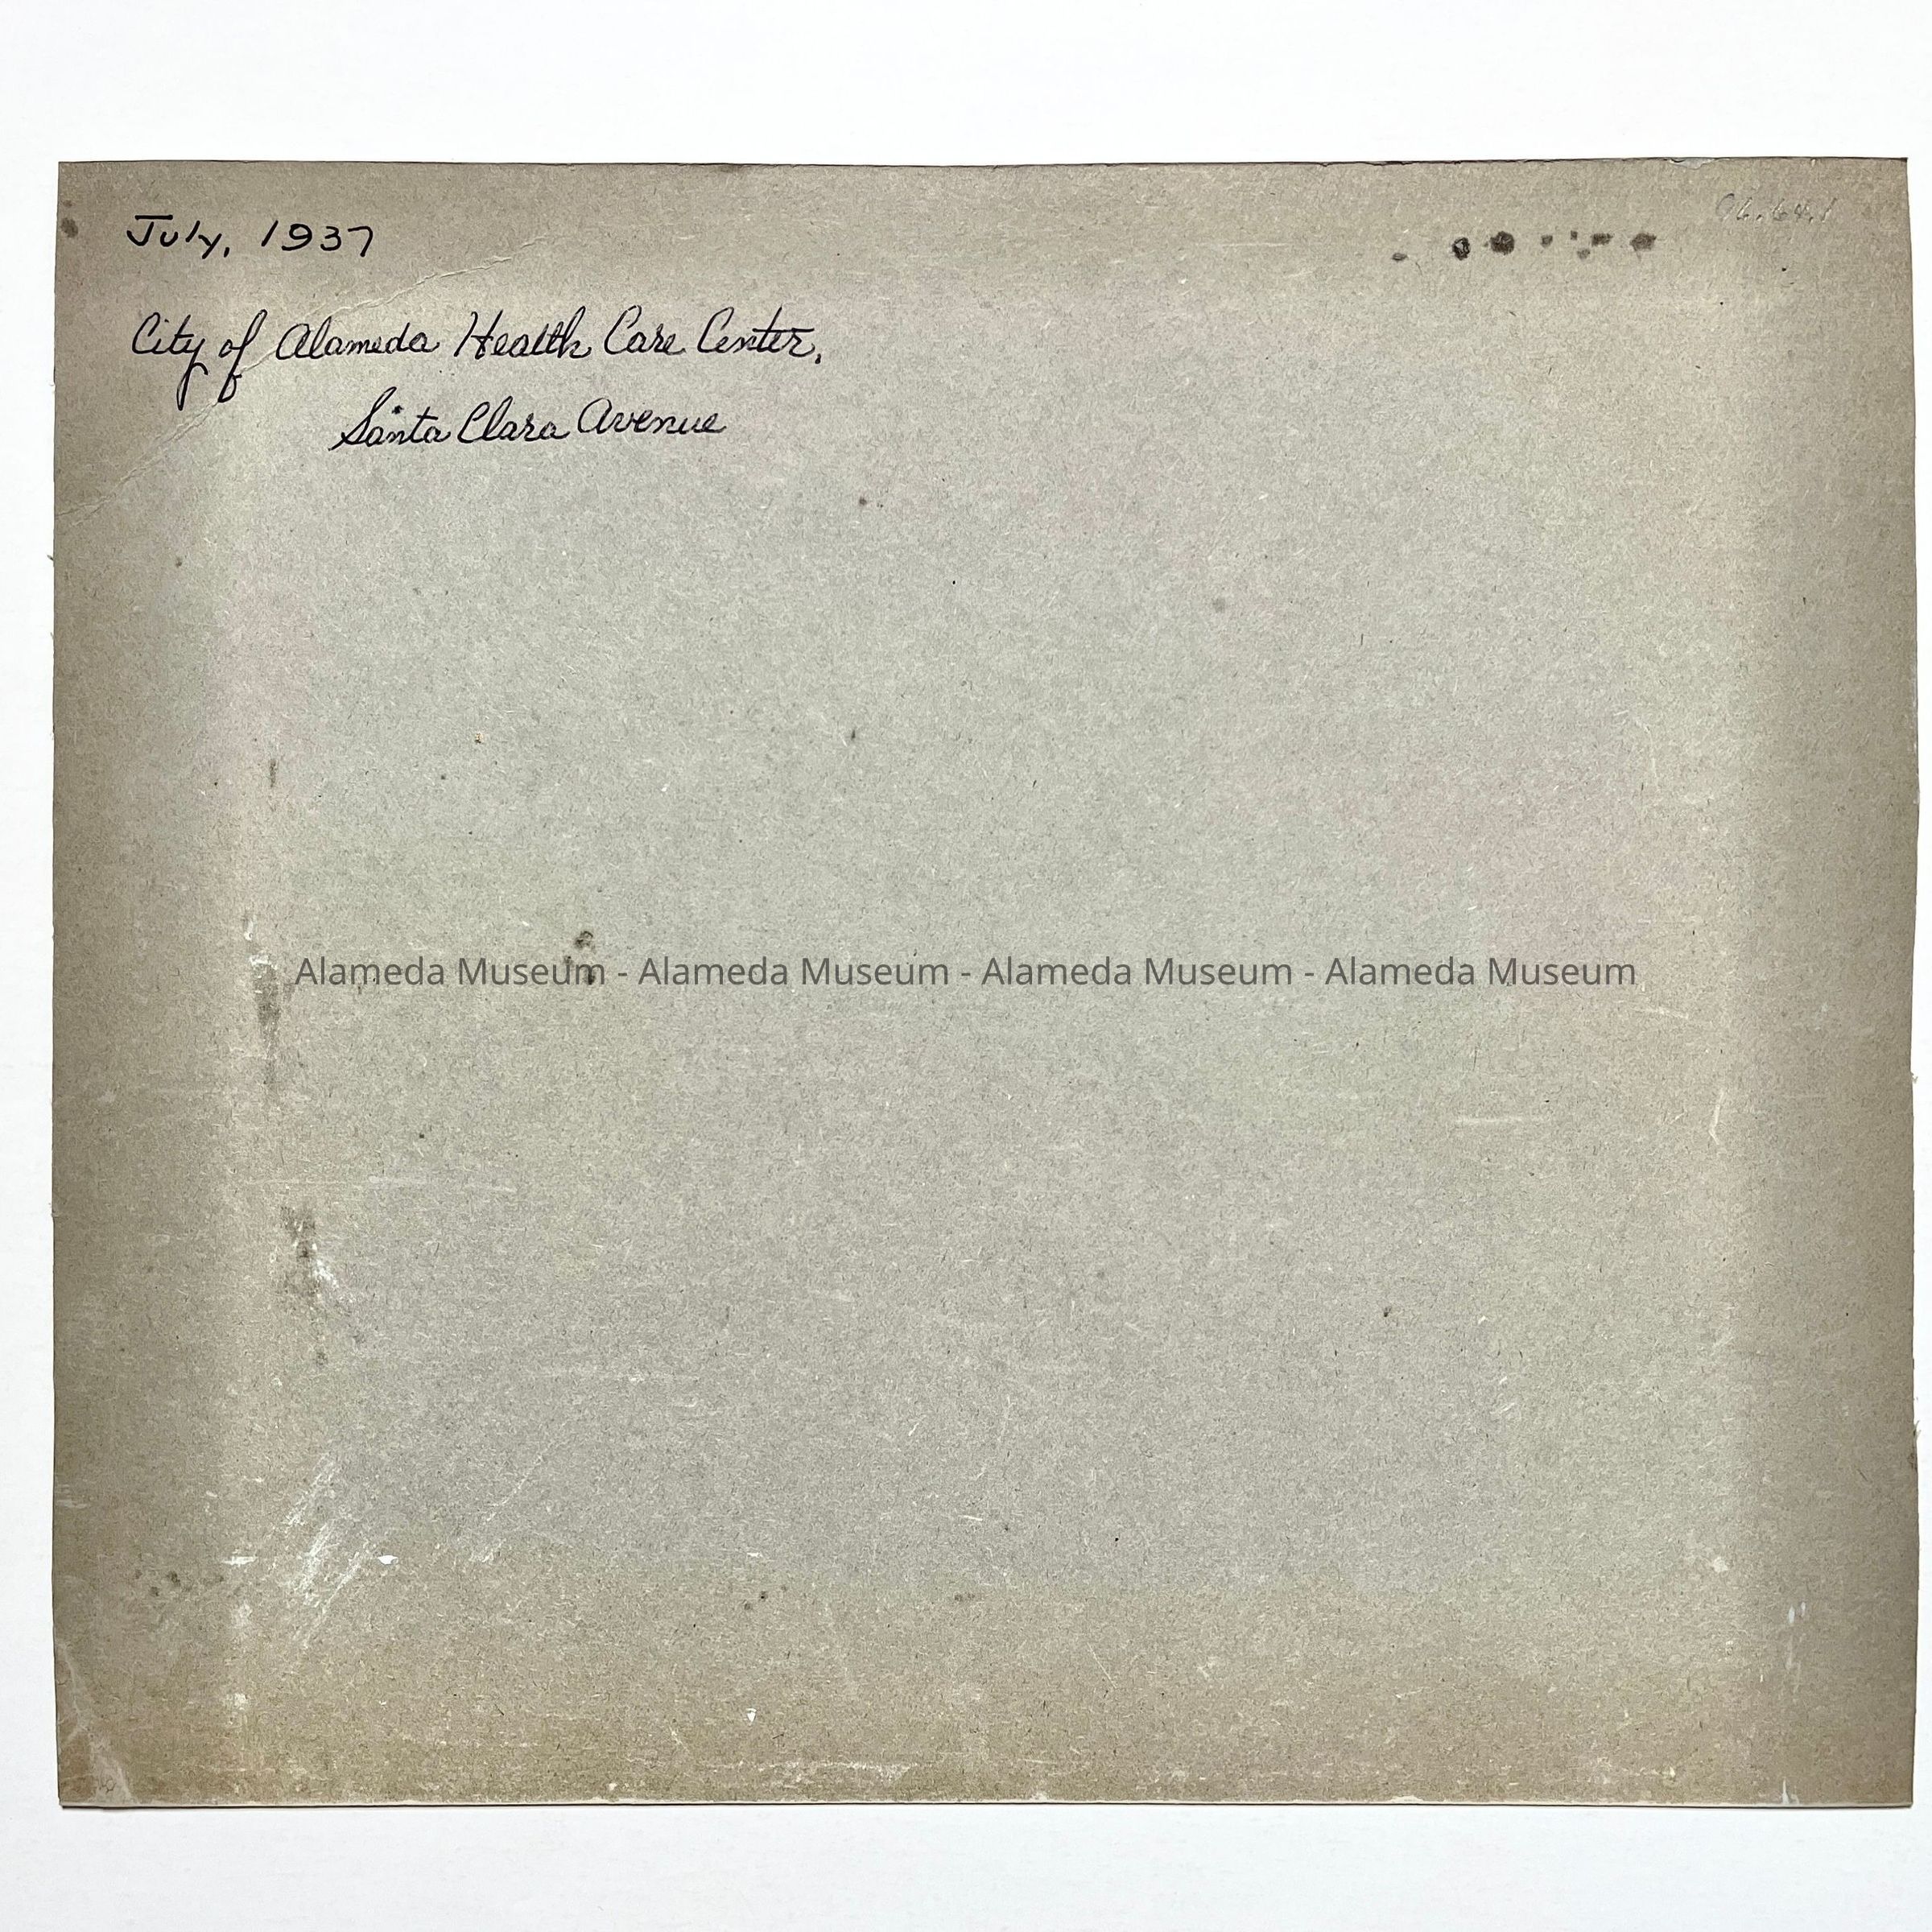 July, 1937
City of Alameda Health Care Center,
Santa Clara Avenue
Alameda Museum - Alameda Museum - Alameda Museum - Alameda Museum